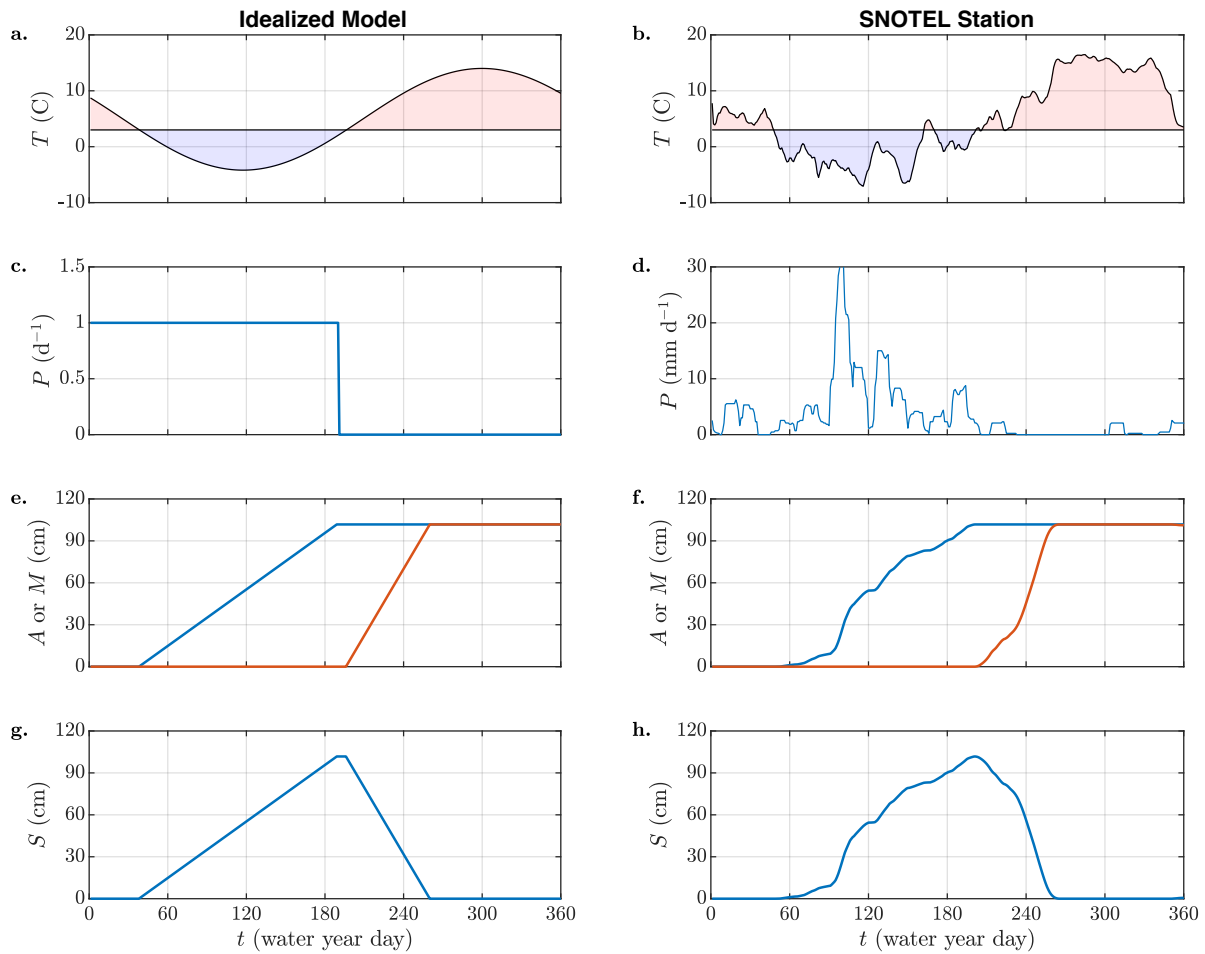 Idealized Model
SNOTEL Station
a.
20
10
0
-10
T (C)
b.
20
10
0
-10
T (C)
c.
1.5
1
0.5
0
P (d⁻¹)
d.
30
20
10
0
P (mm d⁻¹)
e.
120
90
60
30
0
A or M (cm)
f.
120
90
60
30
0
A or M (cm)
g.
120
90
60
30
0
S (cm)
0 60 120 180 240 300 360
t (water year day)
h.
120
90
60
30
0
S (cm)
0 60 120 180 240 300 360
t (water year day)